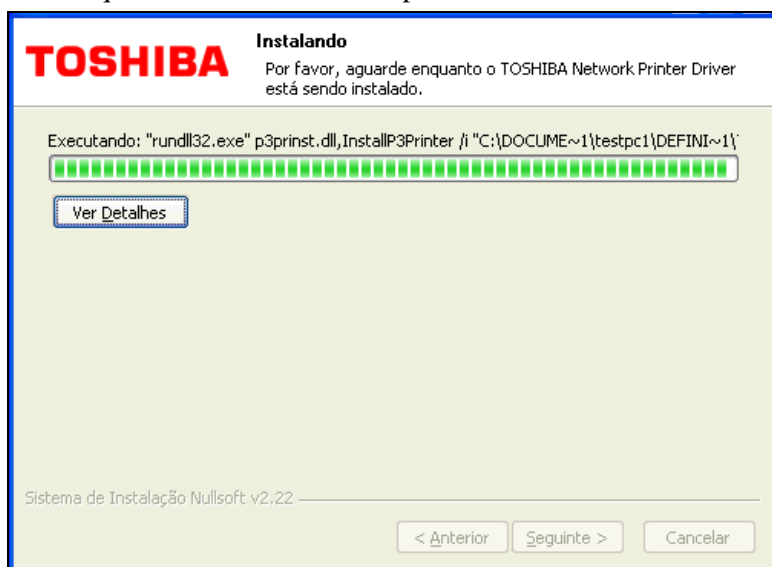 TOSHIBA
Instalando
Por favor, aguarde enquanto o TOSHIBA Network Printer Driver
está sendo instalado.
Executando: "rundll32.exe" p3prinst.dll,InstallP3Printer /i "C:\DOCUME~1\testpc1\DEFINI~1\
Ver Detalhes
Sistema de Instalação Nullsoft v2.22
< Anterior
Seguinte >
Cancelar